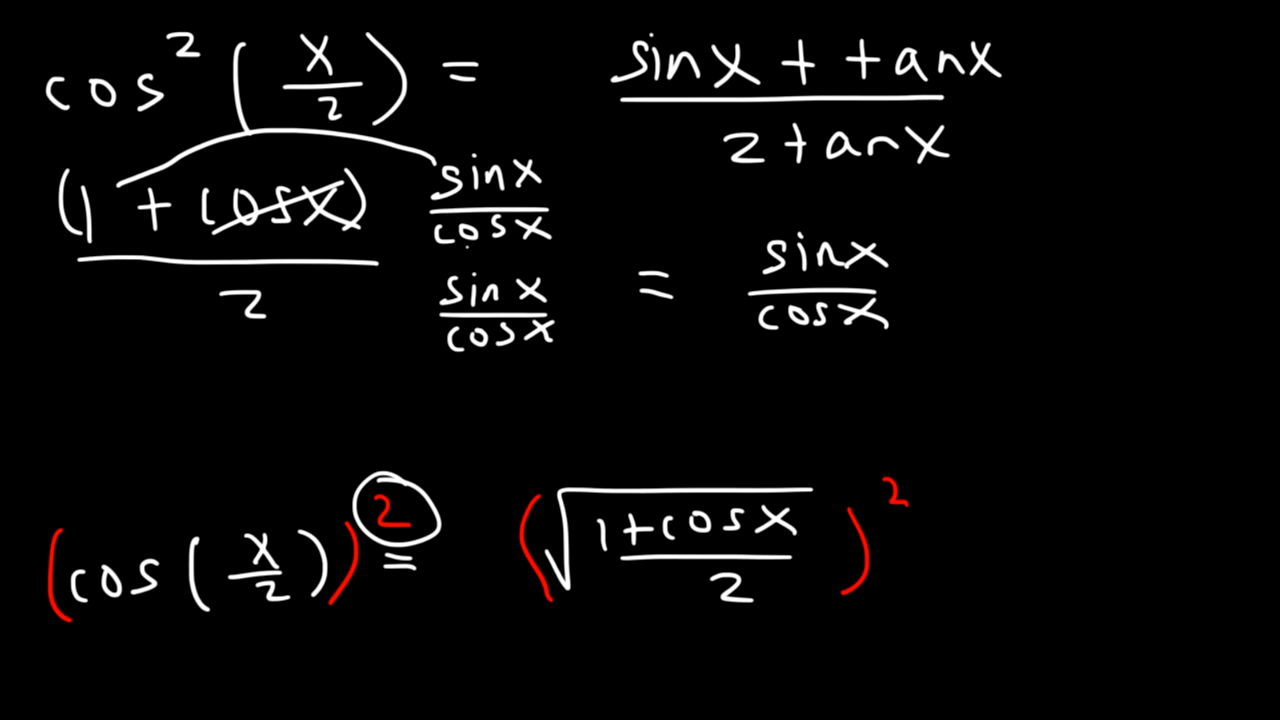 cos²(x/2) = (sinx + tanx)/(2tanx)
(1 + cosx)/2 (sinx/cosx)/(sinx/cosx) = sinx/cosx
(cos(x/2))² = (√((1+cosx)/2))²